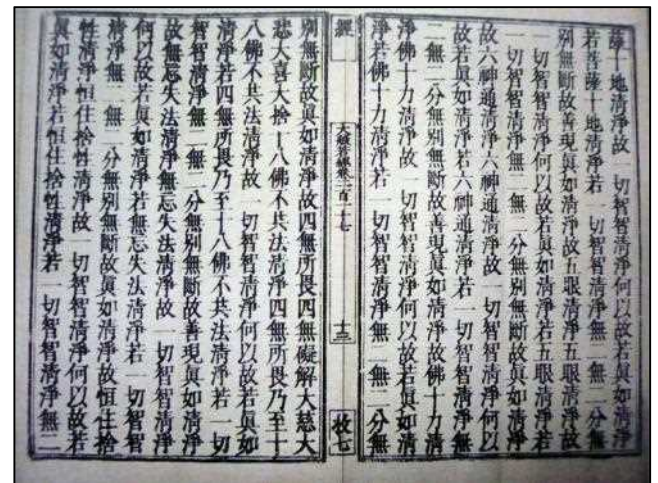 薩十地清淨故一切智智清淨何以故若眞如清淨
若菩薩十地清淨若一切智智清淨無二無二分無
別無斷故善現眞如清淨故五眼清淨五眼清淨故
一切智智清淨何以故若眞如清淨若五眼清淨若
一切智智清淨無二無二分無別無斷故眞如清淨
故六神通清淨六神通清淨故一切智智清淨何以
故若眞如清淨若六神通清淨若一切智智清淨無
二無二分無別無斷故善現眞如清淨故佛十力清
淨佛十力清淨故一切智智清淨何以故若眞如清
淨若佛十力清淨若一切智智清淨無二無二分無
經 大般若經卷二百一十七 十三 枚七
別無斷故眞如清淨故四無所畏四無礙解大慈大
悲大喜大捨十八佛不共法清淨四無所畏乃至十
八佛不共法清淨故一切智智清淨何以故若眞如
清淨若四無所畏乃至十八佛不共法清淨若一切
智智清淨無二無二分無別無斷故善現眞如清淨
故無忘失法清淨無忘失法清淨故一切智智清淨
何以故若眞如清淨若無忘失法清淨若一切智智
清淨無二無二分無別無斷故眞如清淨故恒住捨
性清淨恒住捨性清淨故一切智智清淨何以故若
眞如清淨若恒住捨性清淨若一切智智清淨無二